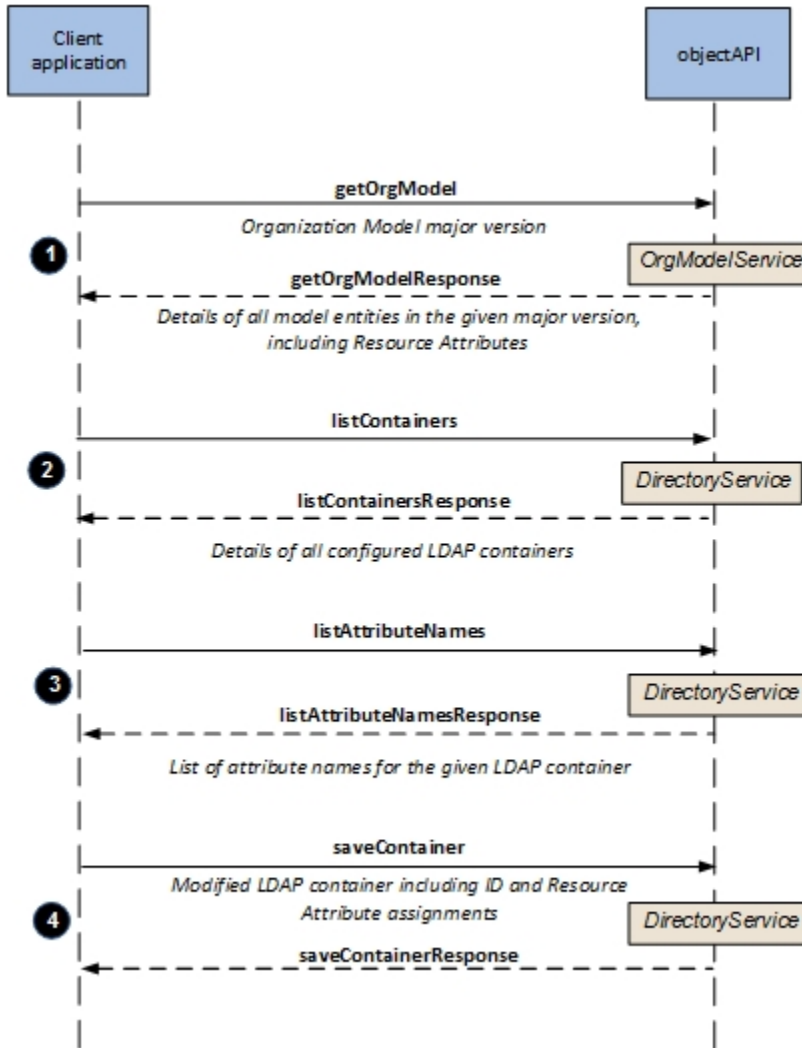 Client
application
objectAPI
getOrgModel
Organization Model major version
1
OrgModelService
getOrgModelResponse
Details of all model entities in the given major version,
including Resource Attributes
listContainers
2
DirectoryService
listContainersResponse
Details of all configured LDAP containers
listAttributeNames
3
DirectoryService
listAttributeNamesResponse
List of attribute names for the given LDAP container
saveContainer
Modified LDAP container including ID and Resource
Attribute assignments
4
DirectoryService
saveContainerResponse